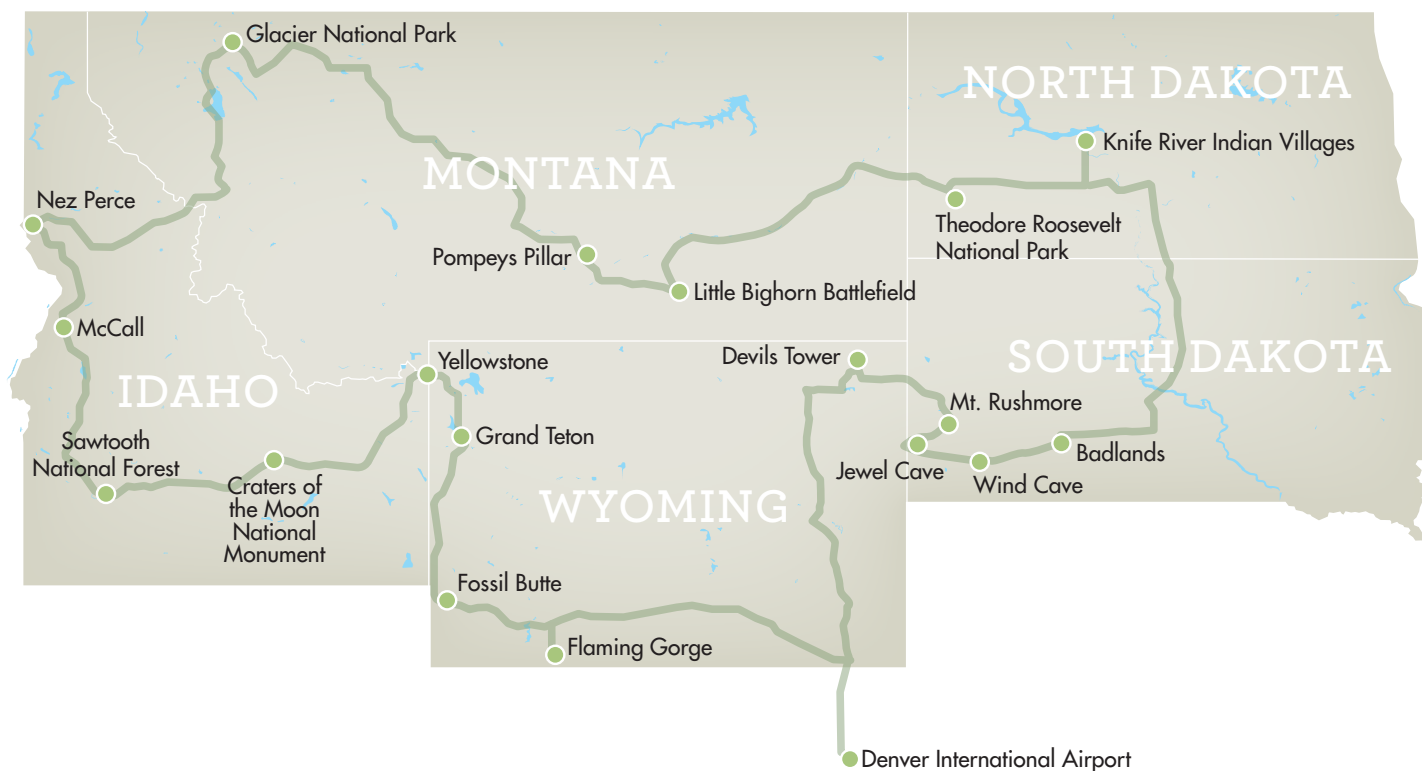 Glacier National Park
NORTH DAKOTA
Knife River Indian Villages
MONTANA
Nez Perce
Theodore Roosevelt
National Park
Pompeys Pillar
Little Bighorn Battlefield
McCall
Yellowstone
Devils Tower
SOUTH DAKOTA
IDAHO
Mt. Rushmore
Grand Teton
Sawtooth
National Forest
Badlands
Jewel Cave
Wind Cave
Craters of
the Moon
National
Monument
WYOMING
Fossil Butte
Flaming Gorge
Denver International Airport